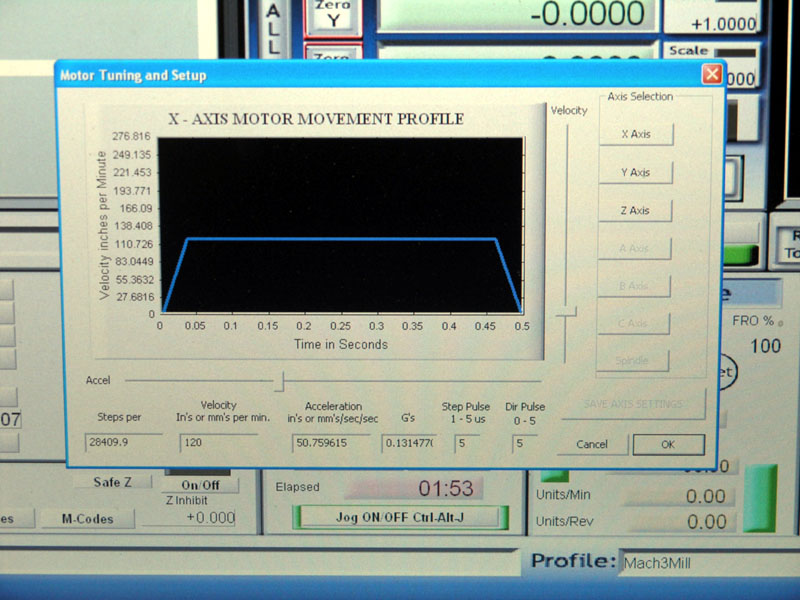 ALL
Zero
Y
-0.0000
+1.0000
Scale
Motor Tuning and Setup
X - AXIS MOTOR MOVEMENT PROFILE
Velocity inches per Minute
276.816
249.135
221.453
193.771
166.09
138.408
110.726
83.0449
55.3632
27.6816
0
0 0.05 0.1 0.15 0.2 0.25 0.3 0.35 0.4 0.45 0.5
Time in Seconds
Velocity
Axis Selection
X Axis
Y Axis
Z Axis
A Axis
B Axis
C Axis
Spindle
Accel
Steps per
Velocity
In's or mm's per min.
Acceleration
in's or mm's/sec/sec
G's
Step Pulse
1 - 5 us
Dir Pulse
0 - 5
28409.9
120
50.759615
0.131477
5
5
SAVE AXIS SETTINGS
Cancel
OK
FRO %
100
07
Safe Z
On/Off
Z Inhibit
+0.000
M-Codes
Elapsed
01:53
Jog ON/OFF Ctrl-Alt-J
Units/Min
0.00
Units/Rev
0.00
Profile:
Mach3Mill